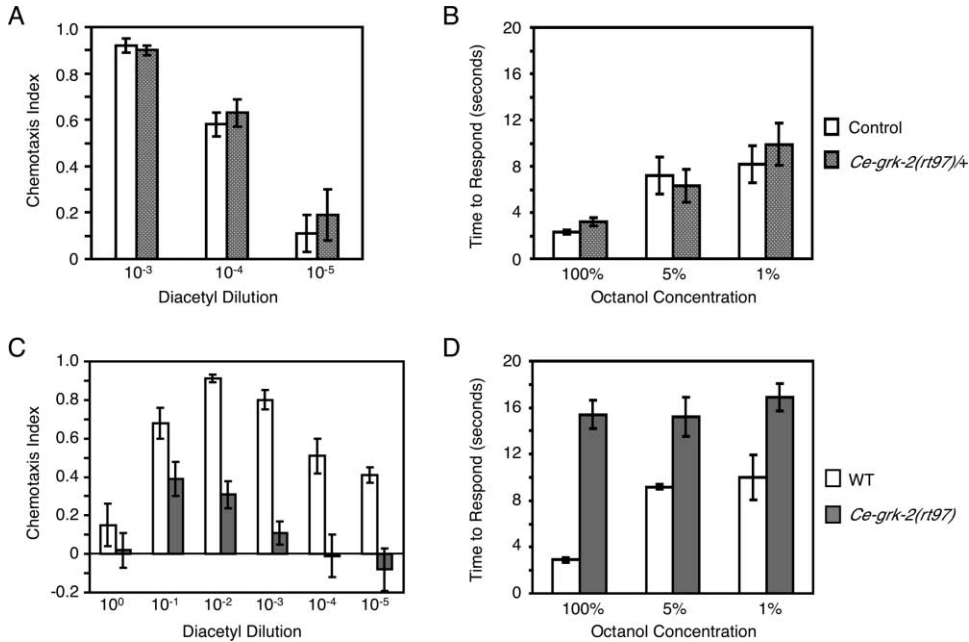 A
Chemotaxis Index
1.0
0.8
0.6
0.4
0.2
0
10⁻³ 10⁻⁴ 10⁻⁵
Diacetyl Dilution
B
Time to Respond (seconds)
20
16
12
8
4
0
100% 5% 1%
Octanol Concentration
Control
Ce-grk-2(rt97)/+
C
Chemotaxis Index
1.0
0.8
0.6
0.4
0.2
0
-0.2
10⁰ 10⁻¹ 10⁻² 10⁻³ 10⁻⁴ 10⁻⁵
Diacetyl Dilution
D
Time to Respond (seconds)
20
16
12
8
4
0
100% 5% 1%
Octanol Concentration
WT
Ce-grk-2(rt97)